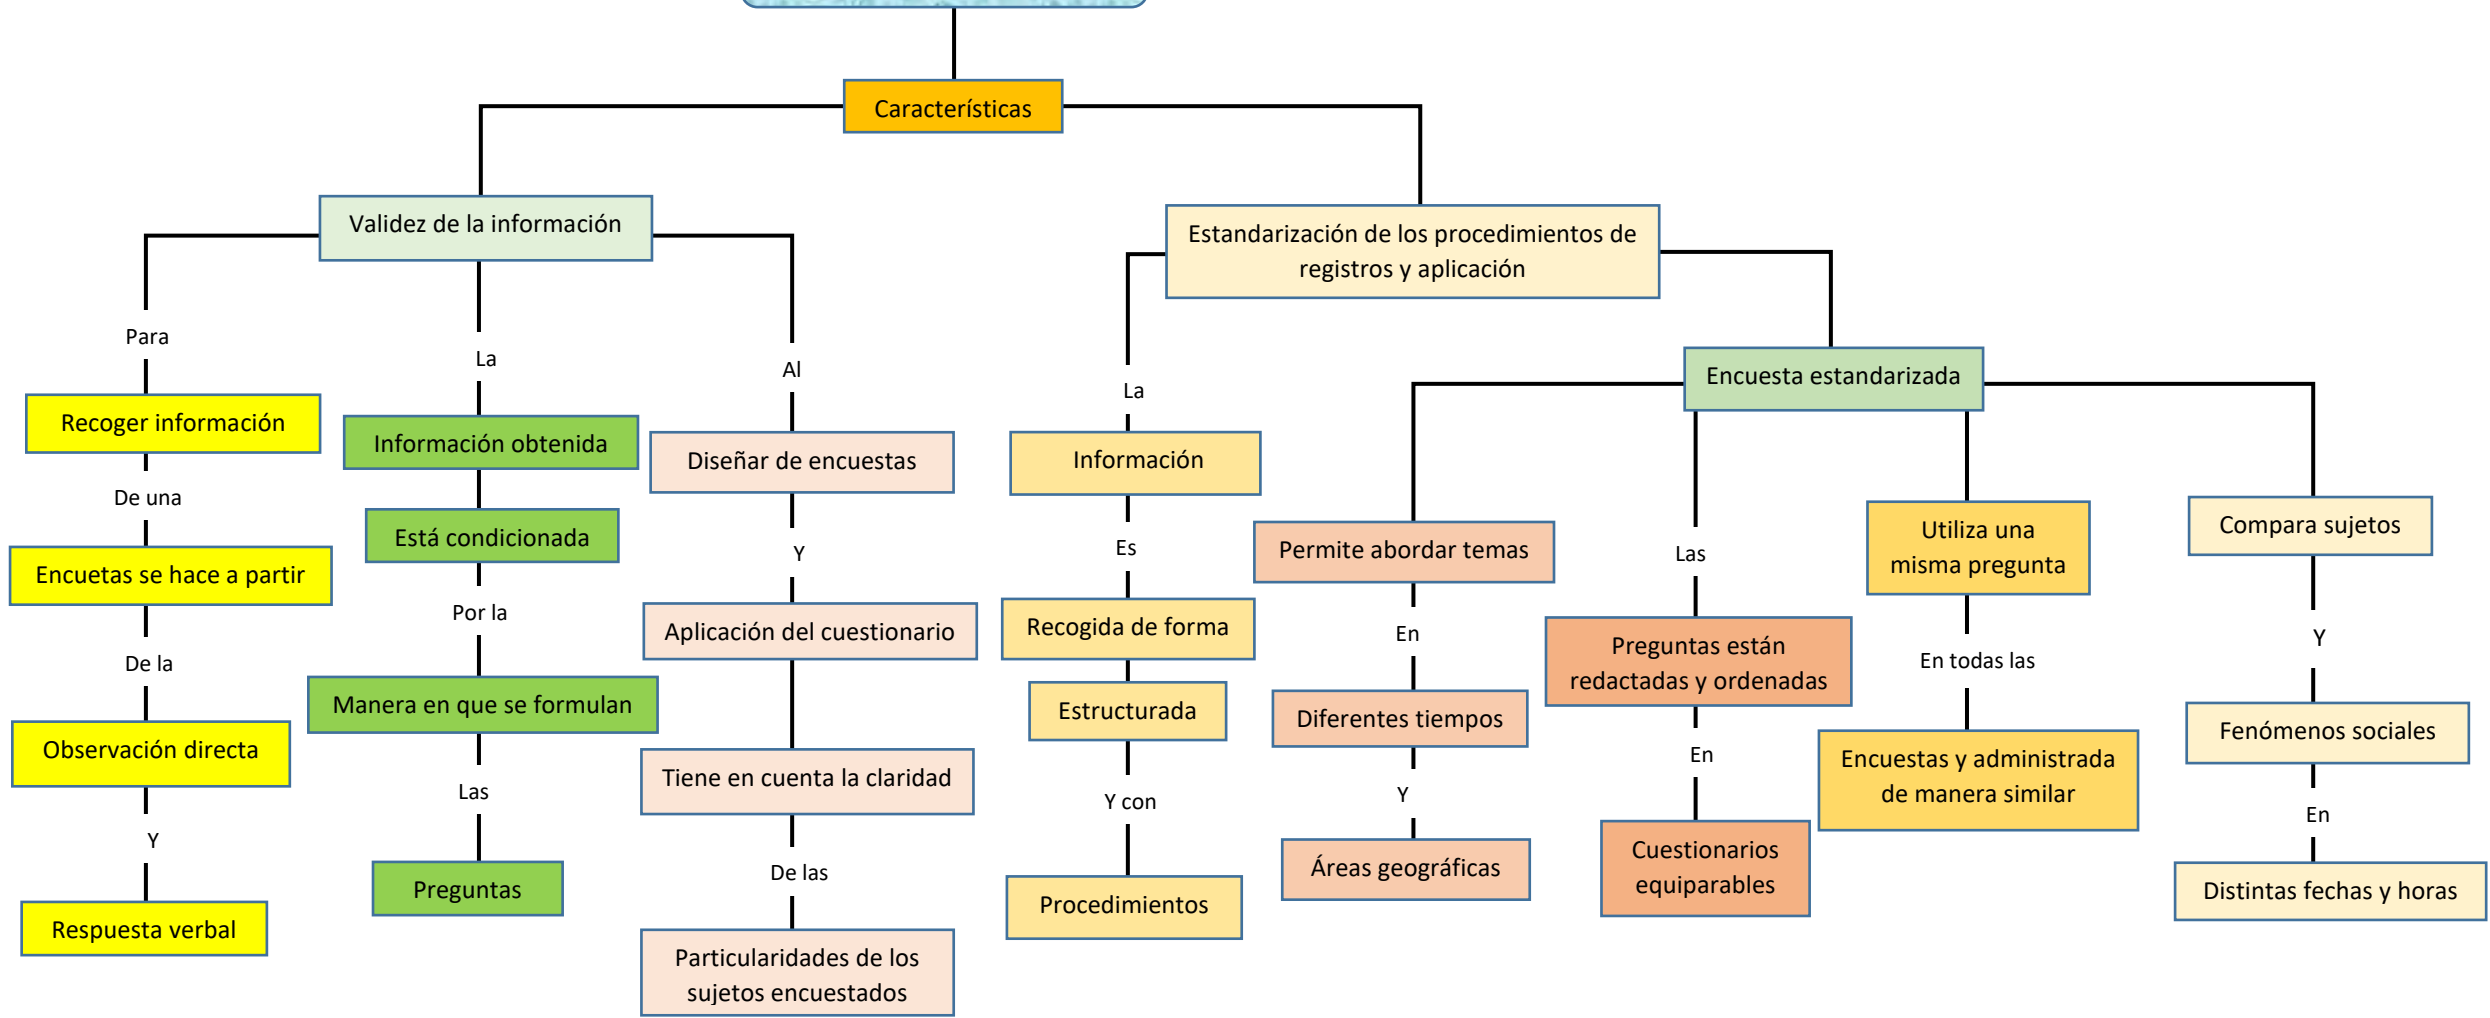 Características
Validez de la información
Para
Recoger información
De una
Encuetas se hace a partir
De la
Observación directa
Y
Respuesta verbal
La
Información obtenida
Está condicionada
Por la
Manera en que se formulan
Las
Preguntas
Al
Diseñar de encuestas
Y
Aplicación del cuestionario
Tiene en cuenta la claridad
De las
Particularidades de los
sujetos encuestados
Estandarización de los procedimientos de
registros y aplicación
La
Información
Es
Recogida de forma
Estructurada
Y con
Procedimientos
Encuesta estandarizada
Permite abordar temas
En
Diferentes tiempos
Y
Áreas geográficas
Las
Preguntas están
redactadas y ordenadas
En
Cuestionarios
equiparables
Utiliza una
misma pregunta
En todas las
Encuestas y administrada
de manera similar
Compara sujetos
Y
Fenómenos sociales
En
Distintas fechas y horas